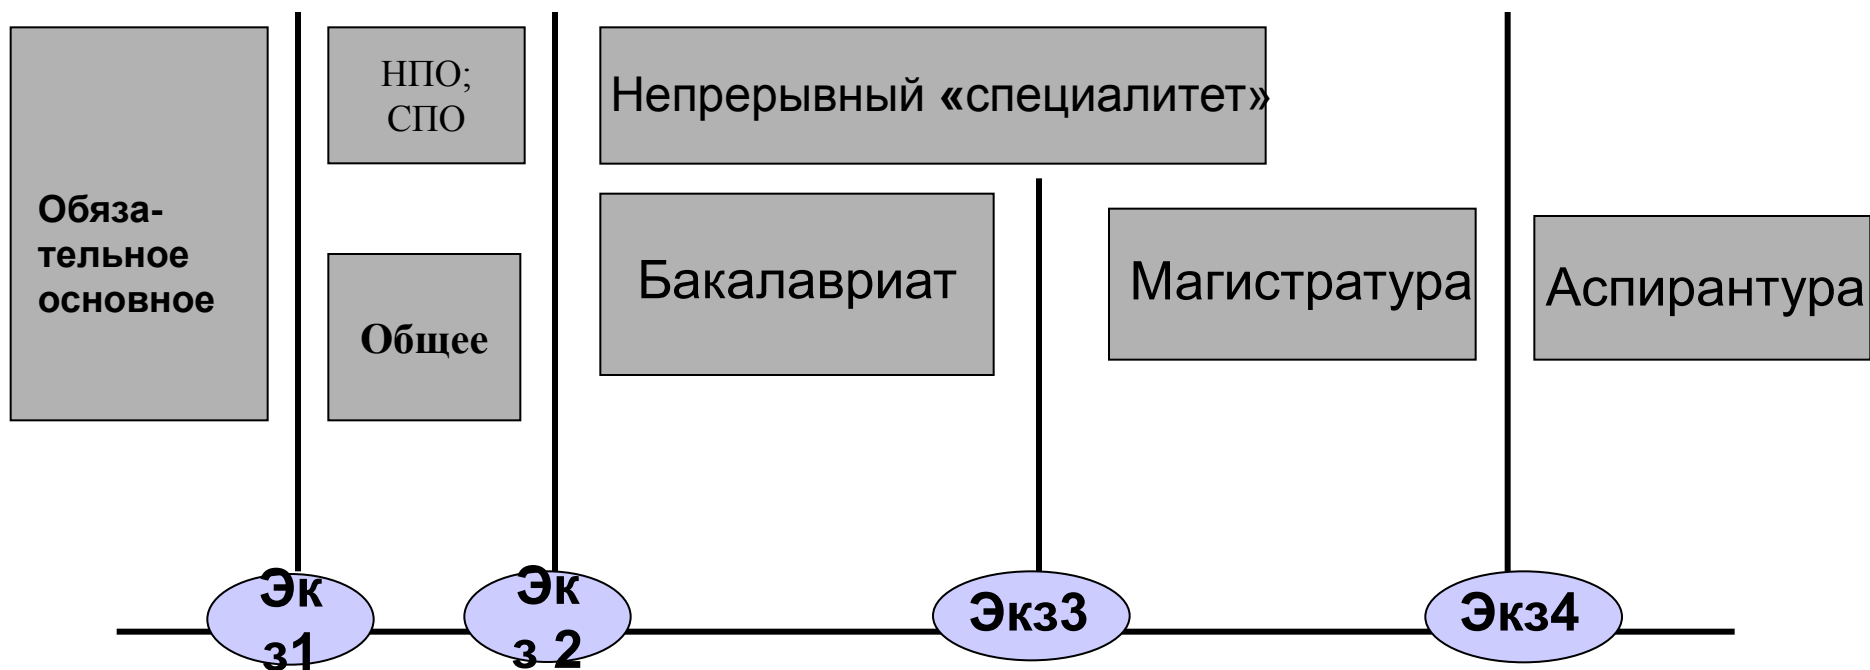 Обяза-
тельное
основное
НПО;
СПО
Общее
Непрерывный «специалитет»
Бакалавриат
Магистратура
Аспирантура
Эк
з1
Эк
з 2
Экз3
Экз4